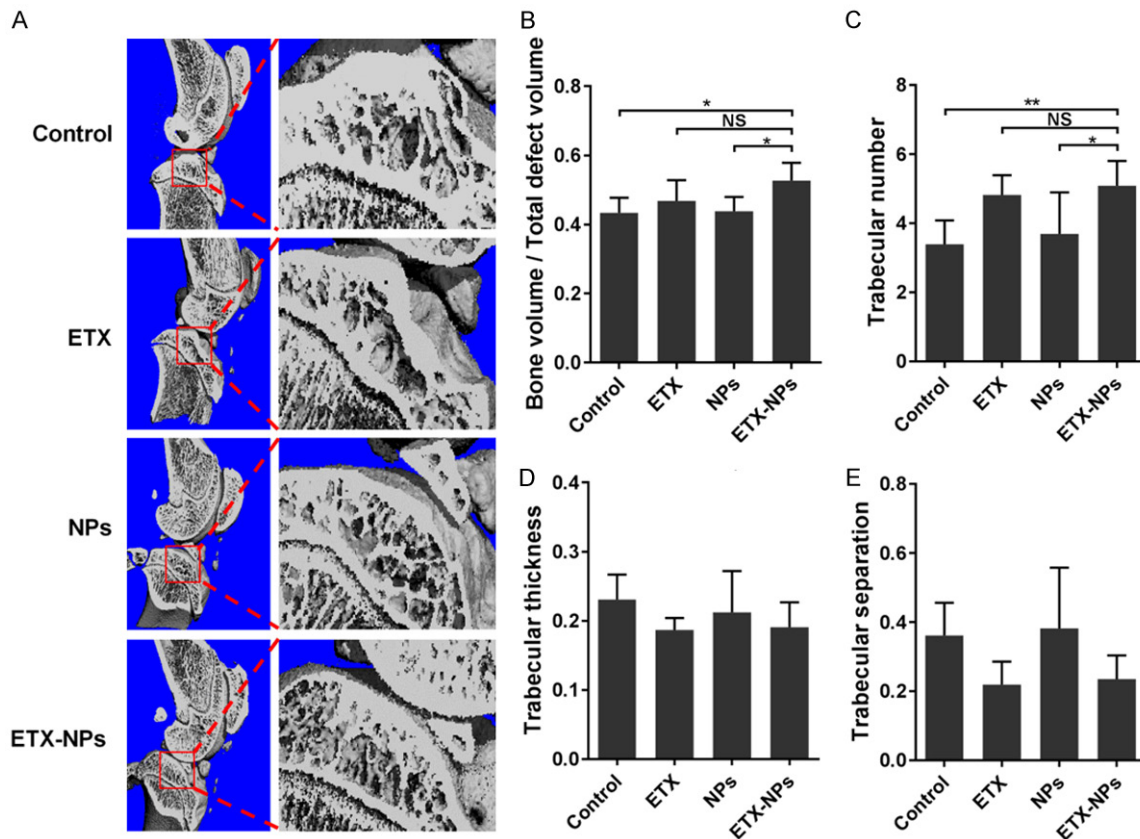 A
Control
ETX
NPs
ETX-NPs
B
Bone volume / Total defect volume
0.8
0.6
0.4
0.2
0.0
*
NS
*
Control
ETX
NPs
ETX-NPs
C
Trabecular number
8
6
4
2
0
**
NS
*
Control
ETX
NPs
ETX-NPs
D
Trabecular thickness
0.4
0.3
0.2
0.1
0.0
Control
ETX
NPs
ETX-NPs
E
Trabecular separation
0.8
0.6
0.4
0.2
0.0
Control
ETX
NPs
ETX-NPs